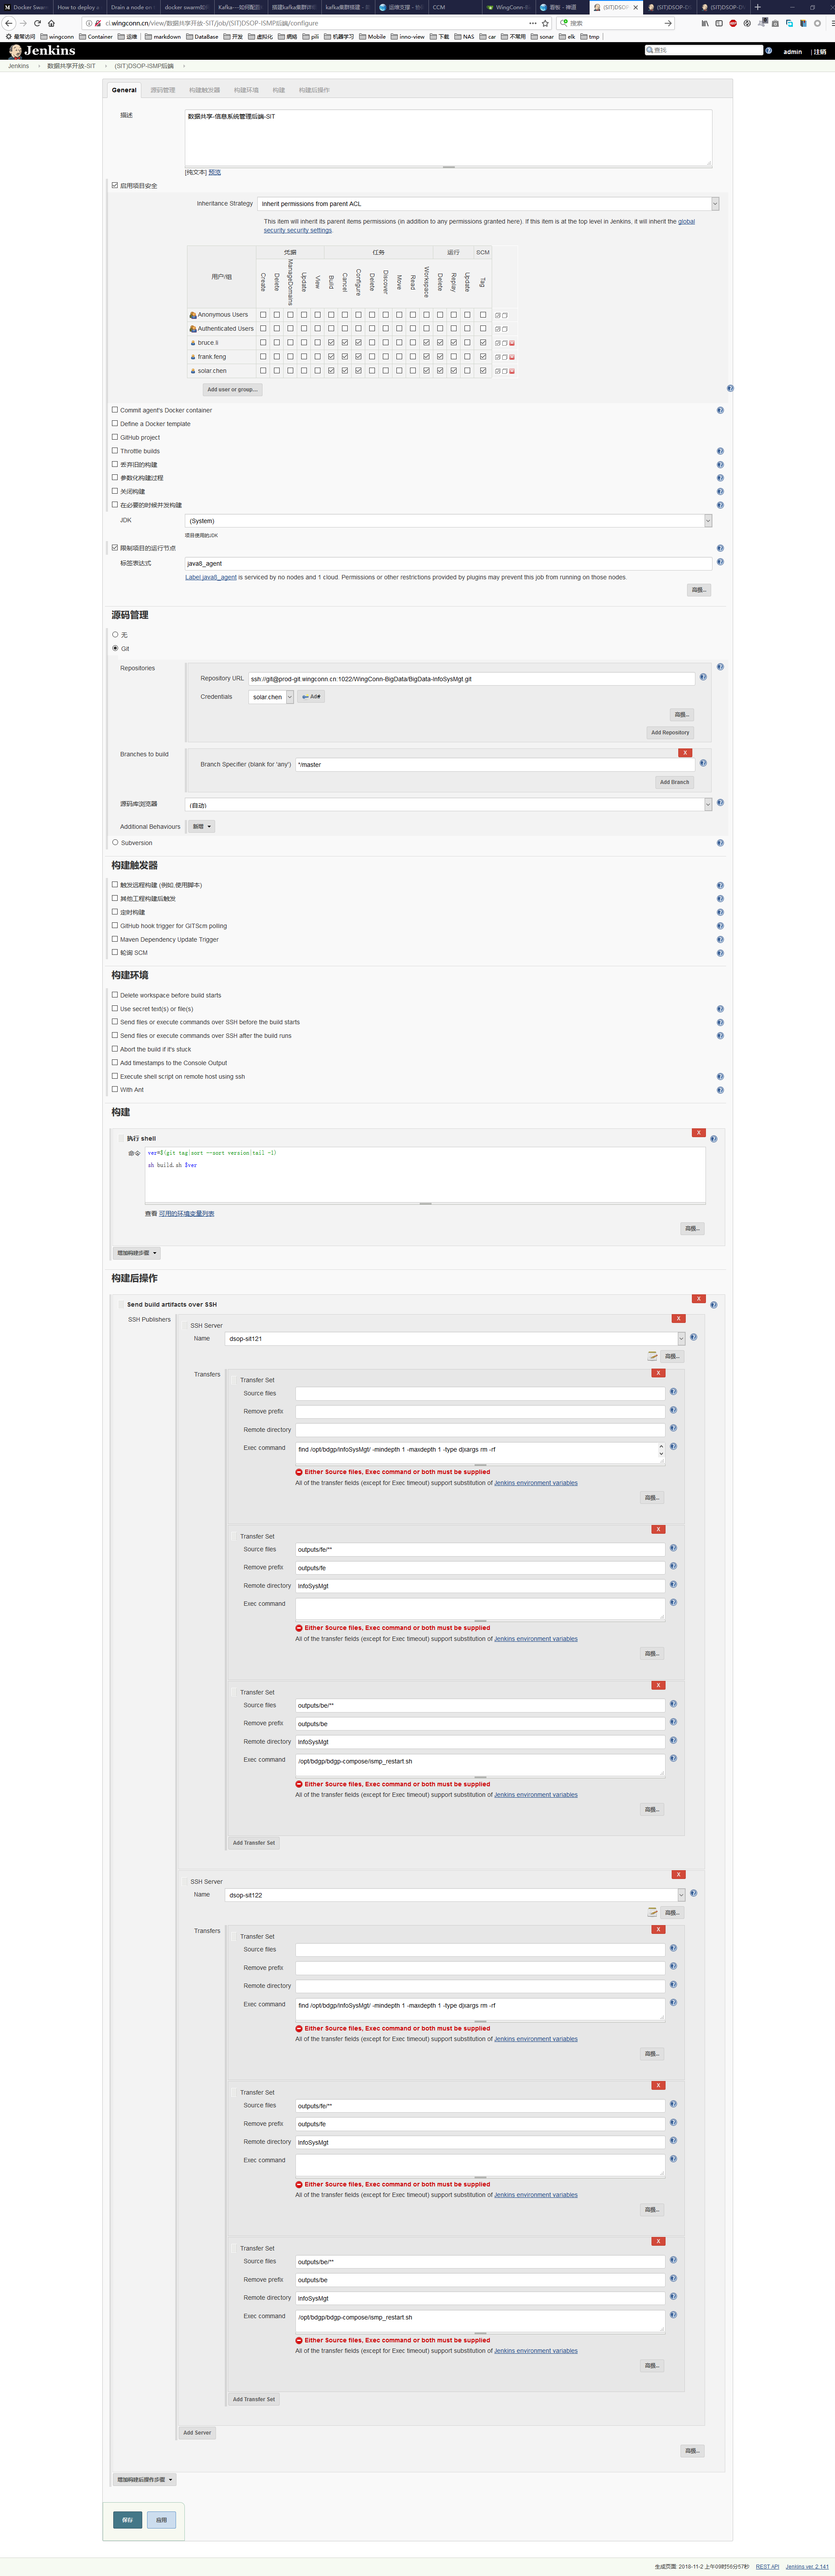 Docker Swar
How to deploy a
Drain a node on
docker swarm
Kafka——如何配置
搭建kafka集群
kafka集群搭建
运维支撑
CCM
WingConn-Bi
看板 - 禅道
(SIT)DSOP
(SIT)DSOP-D
(SIT)DSOP-D
ci.wingconn.cn/view/数据共享开放-SIT/job/(SIT)DSOP-ISMP后端/configure
搜索
最常访问 wingconn Container 运维 markdown DataBase 开发 虚拟化 網絡 pili 机器学习 Mobile inno-view 下载 NAS car 不常用 sonar elk tmp
Jenkins
查找
admin | 注销
Jenkins 数据共享开放-SIT (SIT)DSOP-ISMP后端
General 源码管理 构建触发器 构建环境 构建 构建后操作
描述
数据共享-信息系统管理后端-SIT
[纯文本] 预览
启用项目安全
Inheritance Strategy Inherit permissions from parent ACL
This item will inherit its parent items permissions (in addition to any permissions granted here). If this item is at the top level in Jenkins, it will inherit the global
security security settings.
用户/组 凭据 任务 运行 SCM
Create Delete ManageDomains Update View Build Cancel Configure Delete Discover Move Read Workspace Delete Replay Update Tag
Anonymous Users
Authenticated Users
bruce.li
frank.feng
solar.chen
Add user or group...
Commit agent's Docker container
Define a Docker template
GitHub project
Throttle builds
丢弃旧的构建
参数化构建过程
关闭构建
在必要的时候并发构建
JDK (System)
项目使用的JDK
限制项目的运行节点
标签表达式 java8_agent
Label java8_agent is serviced by no nodes and 1 cloud. Permissions or other restrictions provided by plugins may prevent this job from running on those nodes.
高级...
源码管理
无
Git
Repositories
Repository URL ssh://git@prod-git.wingconn.cn:1022/WingConn-BigData/BigData-InfoSysMgt.git
Credentials solar.chen Add
高级...
Add Repository
Branches to build
X
Branch Specifier (blank for 'any') */master
Add Branch
源码库浏览器 (自动)
Additional Behaviours 新增
Subversion
构建触发器
触发远程构建 (例如,使用脚本)
其他工程构建后触发
定时构建
GitHub hook trigger for GITScm polling
Maven Dependency Update Trigger
轮询 SCM
构建环境
Delete workspace before build starts
Use secret text(s) or file(s)
Send files or execute commands over SSH before the build starts
Send files or execute commands over SSH after the build runs
Abort the build if it's stuck
Add timestamps to the Console Output
Execute shell script on remote host using ssh
With Ant
构建
X
执行 shell
命令
ver=$(git tag|sort --sort version|tail -1)
sh build.sh $ver
查看 可用的环境变量列表
高级...
增加构建步骤
构建后操作
X
Send build artifacts over SSH
SSH Publishers
X
SSH Server
Name dsop-sit121
高级...
Transfers
X
Transfer Set
Source files
Remove prefix
Remote directory
Exec command find /opt/bdgp/InfoSysMgt/ -mindepth 1 -maxdepth 1 -type d|xargs rm -rf
Either Source files, Exec command or both must be supplied
All of the transfer fields (except for Exec timeout) support substitution of Jenkins environment variables
高级...
X
Transfer Set
Source files outputs/fe/**
Remove prefix outputs/fe
Remote directory InfoSysMgt
Exec command
Either Source files, Exec command or both must be supplied
All of the transfer fields (except for Exec timeout) support substitution of Jenkins environment variables
高级...
X
Transfer Set
Source files outputs/be/**
Remove prefix outputs/be
Remote directory InfoSysMgt
Exec command /opt/bdgp/bdgp-compose/ismp_restart.sh
Either Source files, Exec command or both must be supplied
All of the transfer fields (except for Exec timeout) support substitution of Jenkins environment variables
高级...
Add Transfer Set
X
SSH Server
Name dsop-sit122
高级...
Transfers
X
Transfer Set
Source files
Remove prefix
Remote directory
Exec command find /opt/bdgp/InfoSysMgt/ -mindepth 1 -maxdepth 1 -type d|xargs rm -rf
Either Source files, Exec command or both must be supplied
All of the transfer fields (except for Exec timeout) support substitution of Jenkins environment variables
高级...
X
Transfer Set
Source files outputs/fe/**
Remove prefix outputs/fe
Remote directory InfoSysMgt
Exec command
Either Source files, Exec command or both must be supplied
All of the transfer fields (except for Exec timeout) support substitution of Jenkins environment variables
高级...
X
Transfer Set
Source files outputs/be/**
Remove prefix outputs/be
Remote directory InfoSysMgt
Exec command /opt/bdgp/bdgp-compose/ismp_restart.sh
Either Source files, Exec command or both must be supplied
All of the transfer fields (except for Exec timeout) support substitution of Jenkins environment variables
高级...
Add Transfer Set
Add Server
高级...
增加构建后操作步骤
保存 应用
生成页面: 2018-11-2 上午09时56分57秒 REST API Jenkins ver. 2.141